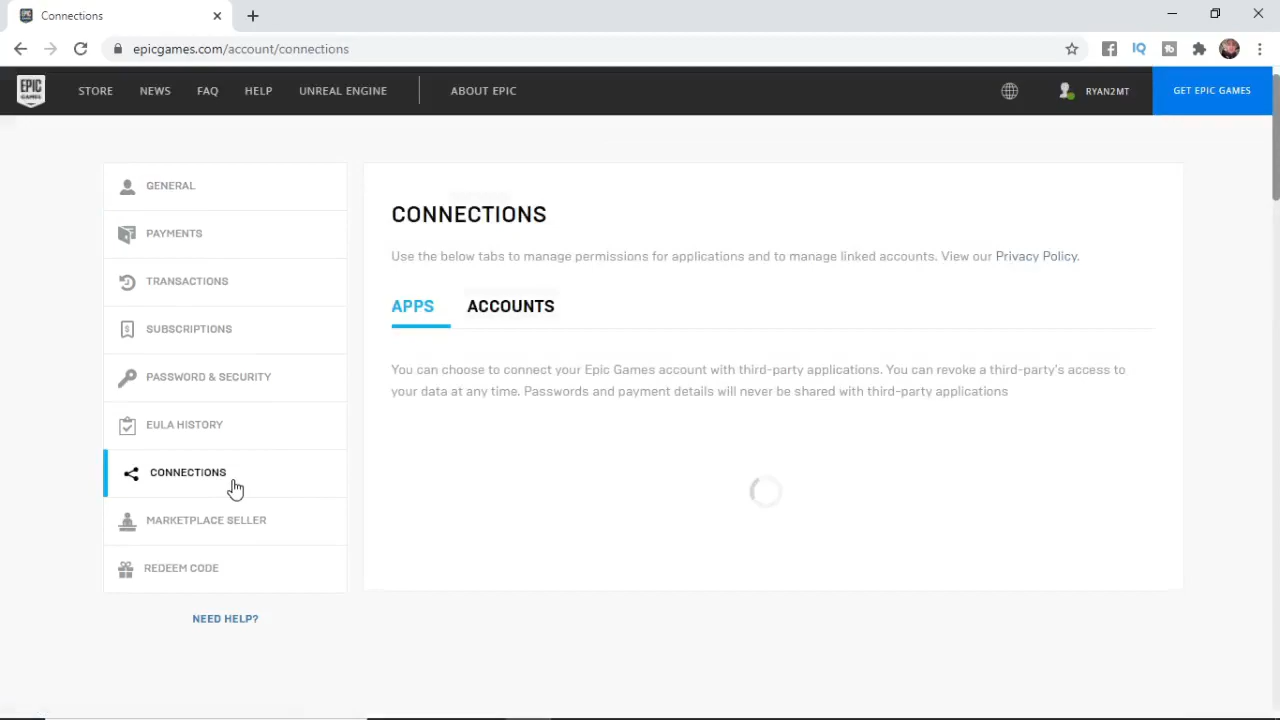 Connections
epicgames.com/account/connections
IQ
tb
EPIC GAMES
STORE NEWS FAQ HELP UNREAL ENGINE ABOUT EPIC RYAN2MT GET EPIC GAMES
GENERAL
PAYMENTS
TRANSACTIONS
SUBSCRIPTIONS
PASSWORD & SECURITY
EULA HISTORY
CONNECTIONS
MARKETPLACE SELLER
REDEEM CODE
NEED HELP?
CONNECTIONS
Use the below tabs to manage permissions for applications and to manage linked accounts. View our Privacy Policy.
APPS ACCOUNTS
You can choose to connect your Epic Games account with third-party applications. You can revoke a third-party's access to
your data at any time. Passwords and payment details will never be shared with third-party applications